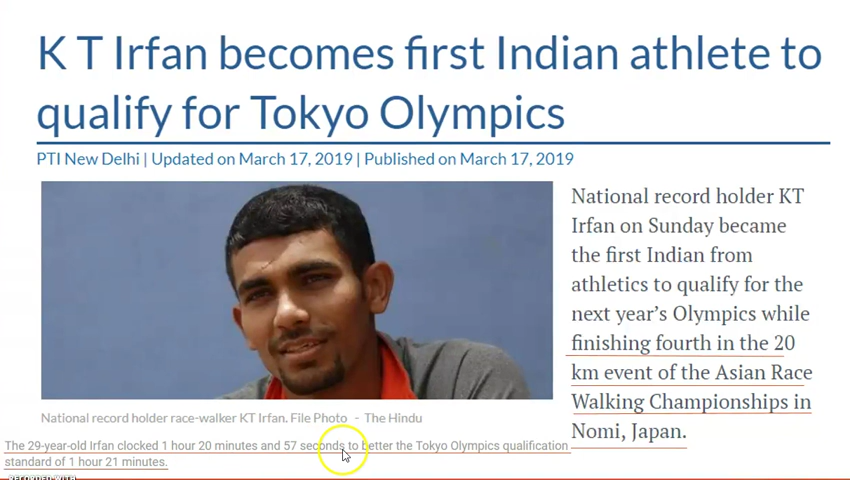 K T Irfan becomes first Indian athlete to
qualify for Tokyo Olympics
PTI New Delhi | Updated on March 17, 2019 | Published on March 17, 2019
National record holder KT
Irfan on Sunday became
the first Indian from
athletics to qualify for the
next year's Olympics while
finishing fourth in the 20
km event of the Asian Race
Walking Championships in
Nomi, Japan.
National record holder race-walker KT Irfan. File Photo - The Hindu
The 29-year-old Irfan clocked 1 hour 20 minutes and 57 seconds to better the Tokyo Olympics qualification
standard of 1 hour 21 minutes.
RECORDED WITH